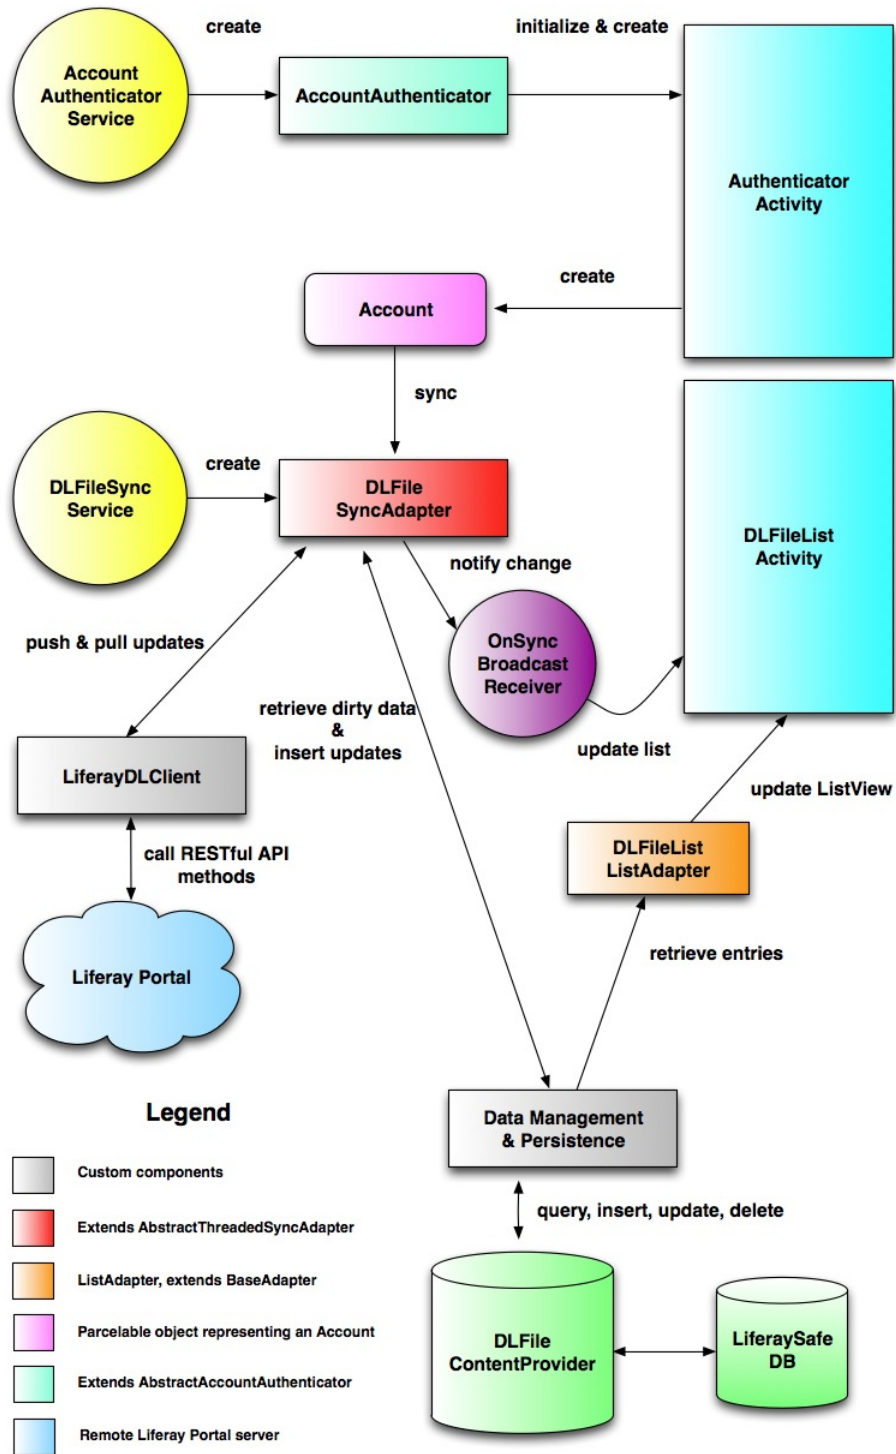 create
initialize & create
Account
Authenticator
Service
AccountAuthenticator
Authenticator
Activity
create
Account
sync
DLFileSync
Service
create
DLFile
SyncAdapter
DLFileList
Activity
notify change
push & pull updates
OnSync
Broadcast
Receiver
retrieve dirty data
&
insert updates
update list
LiferayDLClient
update ListView
call RESTful API
methods
DLFileList
ListAdapter
Liferay Portal
retrieve entries
Data Management
& Persistence
query, insert, update, delete
DLFile
ContentProvider
LiferaySafe
DB
Legend
Custom components
Extends AbstractThreadedSyncAdapter
ListAdapter, extends BaseAdapter
Parcelable object representing an Account
Extends AbstractAccountAuthenticator
Remote Liferay Portal server